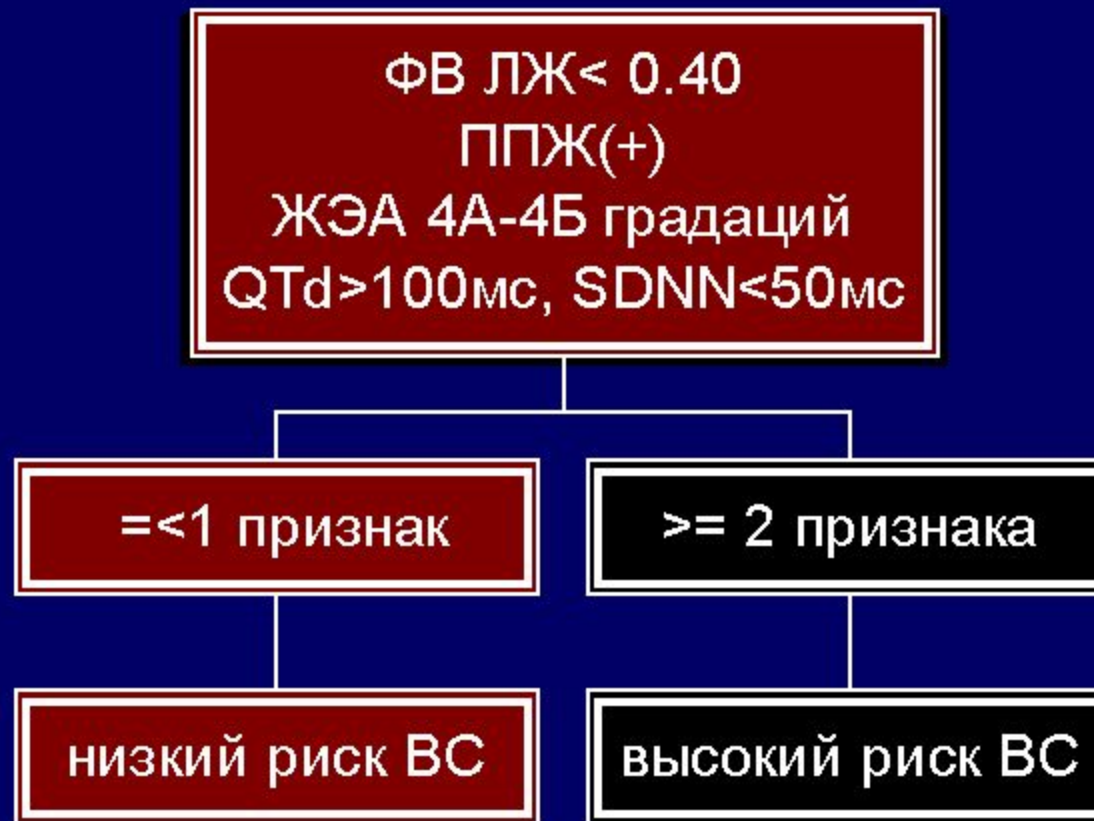 ФВ ЛЖ< 0.40
ППЖ(+)
ЖЭА 4А-4Б градаций
QTd>100мс, SDNN<50мс
=<1 признак
>= 2 признака
низкий риск ВС
высокий риск ВС